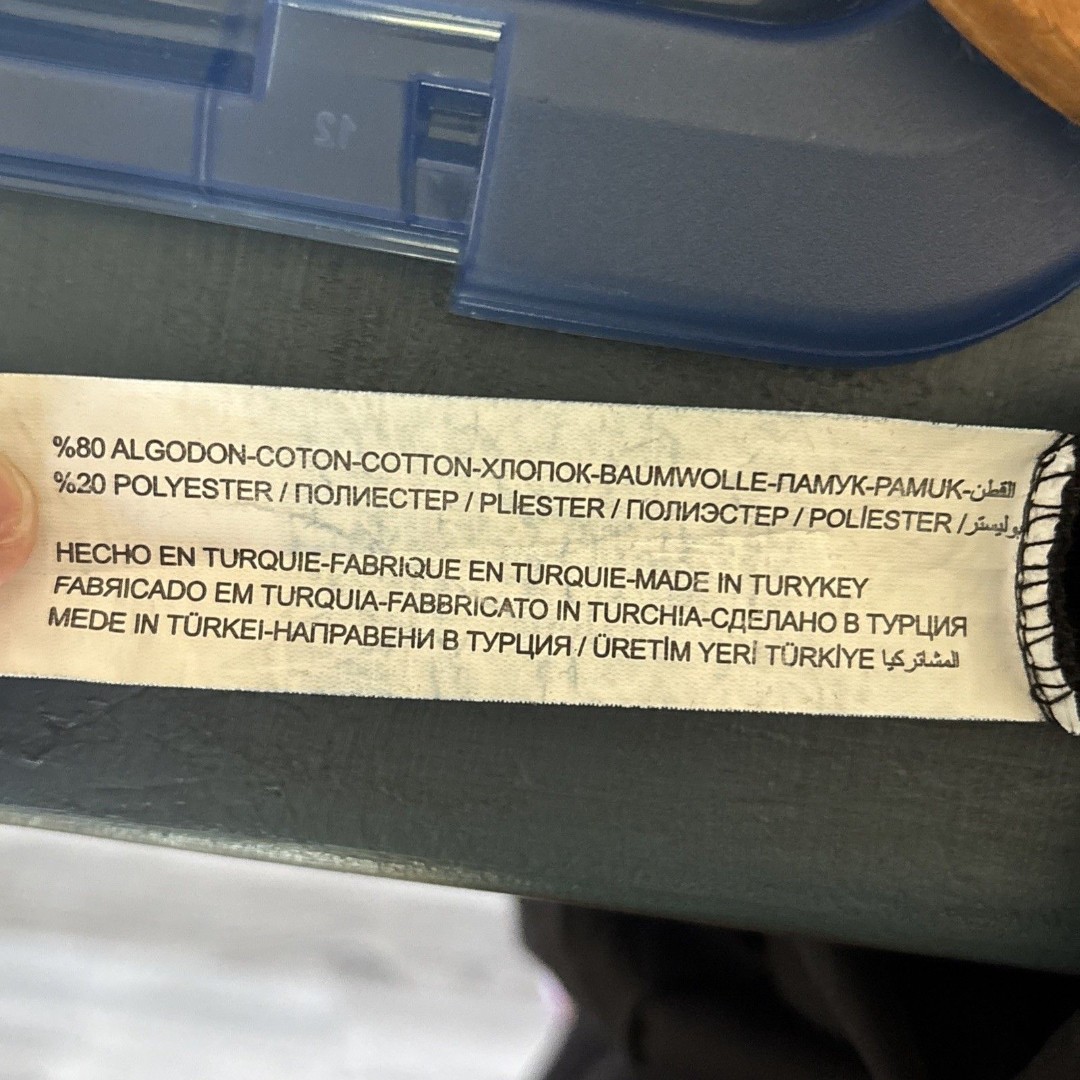 12
%80 ALGODON-COTON-COTTON-ХЛОПОК-BAUMWOLLE-ПАМУК-PAMUK-القطن
%20 POLYESTER / ПОЛИЕСТЕР / PLİESTER / ПОЛИЭСТЕР / POLİESTER / بوليستر
HECHO EN TURQUIE-FABRIQUE EN TURQUIE-MADE IN TURYKEY
FABЯICADO EM TURQUIA-FABBRICATO IN TURCHIA-СДЕЛАНО В ТУРЦИЯ
MEDE IN TÜRKEI-НАПРАВЕНИ В ТУРЦИЯ / ÜRETİM YERİ TÜRKİYE